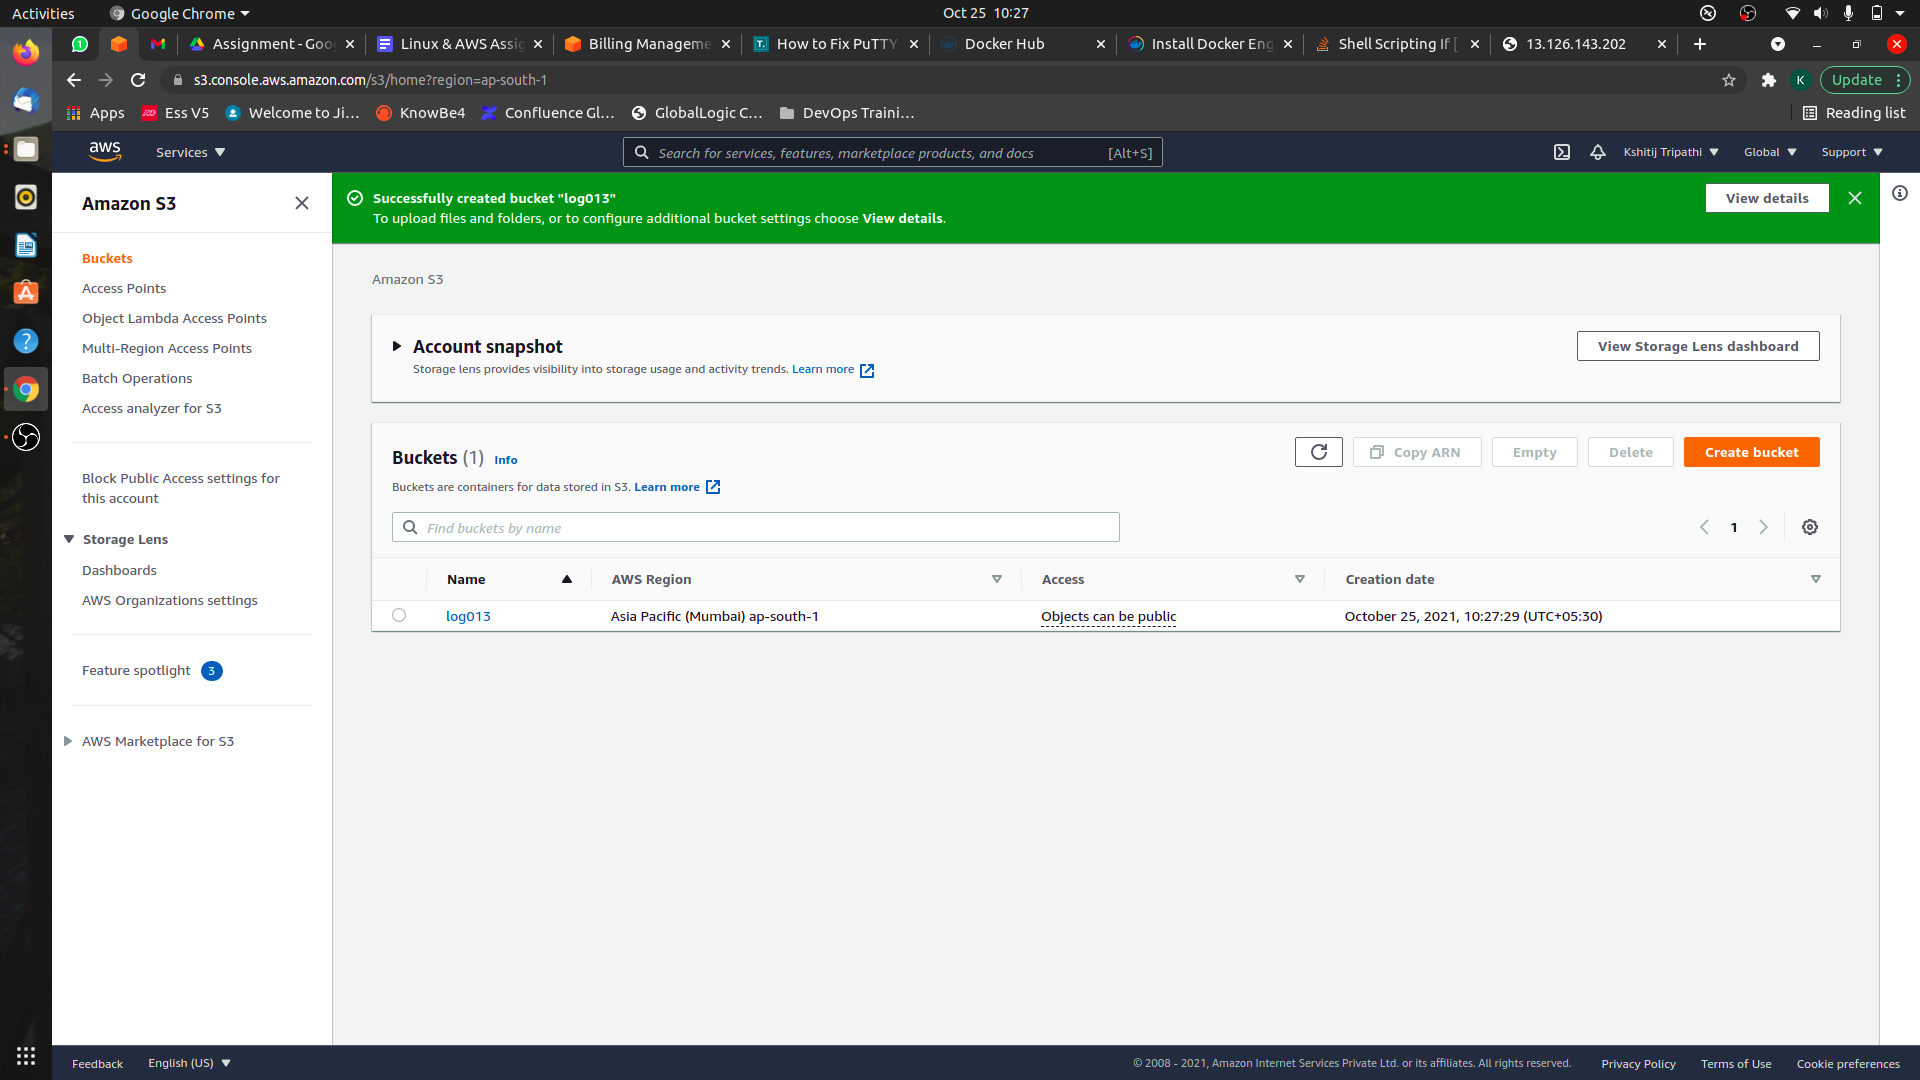 Activities
Google Chrome
Oct 25 10:27
Assignment - Goo
Linux & AWS Assig
Billing Manageme
How to Fix PuTTY
Docker Hub
Install Docker Eng
Shell Scripting If [
13.126.143.202
s3.console.aws.amazon.com/s3/home?region=ap-south-1
K
Update
Apps
Ess V5
Welcome to Ji...
KnowBe4
Confluence Gl...
GlobalLogic C...
DevOps Traini...
Reading list
aws
Services
Search for services, features, marketplace products, and docs
[Alt+S]
Kshitij Tripathi
Global
Support
Amazon S3
Successfully created bucket "log013"
To upload files and folders, or to configure additional bucket settings choose View details.
View details
Buckets
Access Points
Object Lambda Access Points
Multi-Region Access Points
Batch Operations
Access analyzer for S3
Block Public Access settings for
this account
Storage Lens
Dashboards
AWS Organizations settings
Feature spotlight 3
AWS Marketplace for S3
Amazon S3
Account snapshot
Storage lens provides visibility into storage usage and activity trends. Learn more
View Storage Lens dashboard
Buckets (1) Info
Buckets are containers for data stored in S3. Learn more
Copy ARN
Empty
Delete
Create bucket
Find buckets by name
1
Name
AWS Region
Access
Creation date
log013
Asia Pacific (Mumbai) ap-south-1
Objects can be public
October 25, 2021, 10:27:29 (UTC+05:30)
Feedback
English (US)
© 2008 - 2021, Amazon Internet Services Private Ltd. or its affiliates. All rights reserved.
Privacy Policy
Terms of Use
Cookie preferences